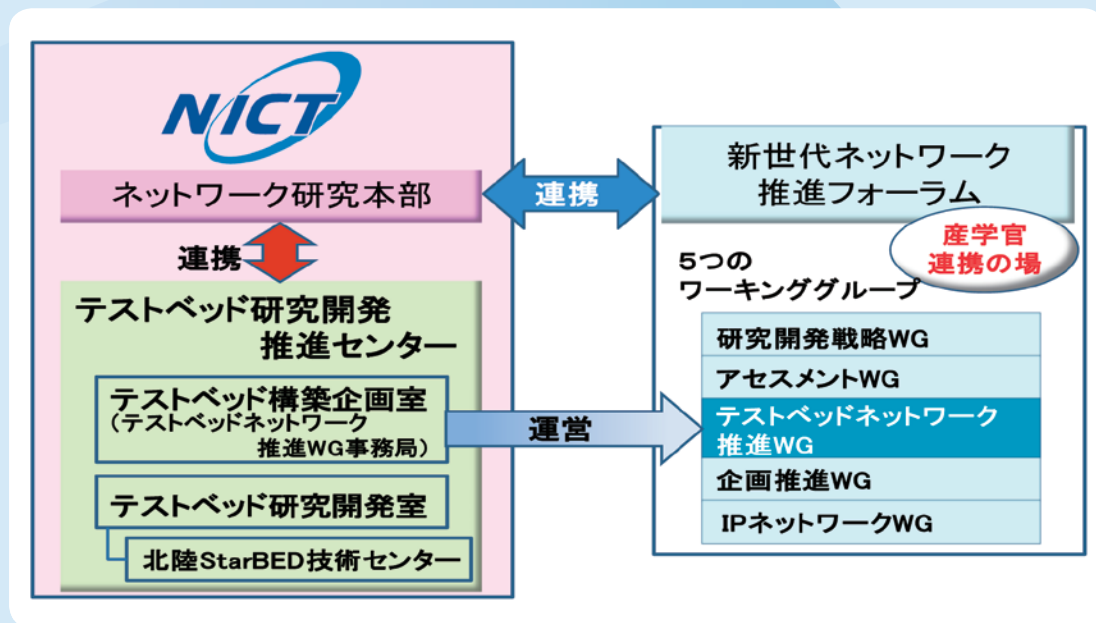 NICT
ネットワーク研究本部
連携
テストベッド研究開発
推進センター
テストベッド構築企画室
（テストベッドネットワーク
推進WG事務局）
テストベッド研究開発室
北陸StarBED技術センター
連携
運営
新世代ネットワーク
推進フォーラム
産学官
連携の場
５つの
ワーキンググループ
研究開発戦略WG
アセスメントWG
テストベッドネットワーク
推進WG
企画推進WG
IPネットワークWG